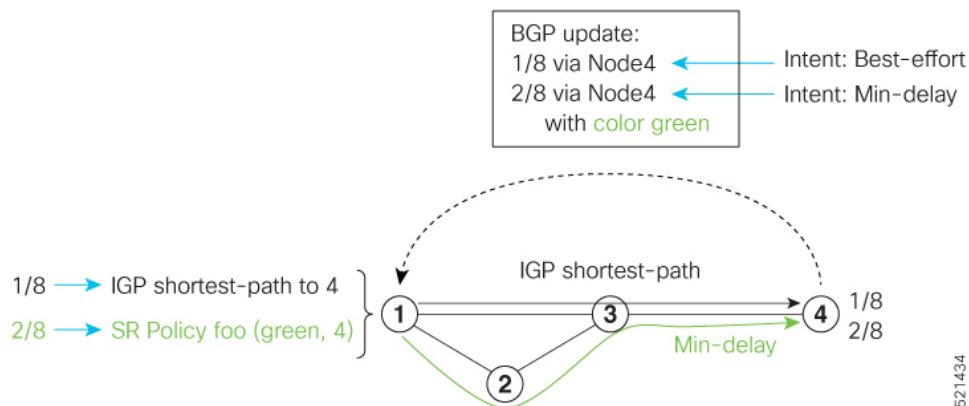 BGP update:
1/8 via Node4
Intent: Best-effort
2/8 via Node4
Intent: Min-delay
with color green
1/8
IGP shortest-path to 4
2/8
SR Policy foo (green, 4)
IGP shortest-path
1
3
4
2
1/8
2/8
Min-delay
521434